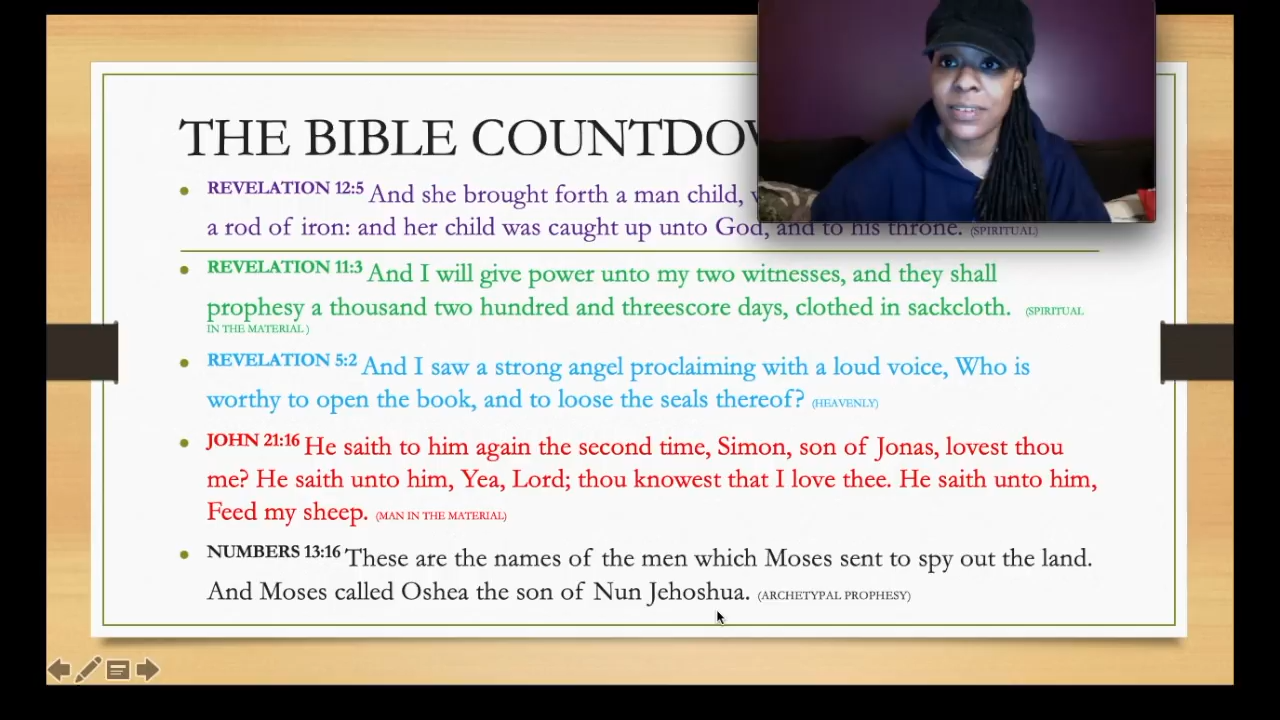 THE BIBLE COUNTDO
REVELATION 12:5 And she brought forth a man child,
a rod of iron: and her child was caught up unto God, and to his throne. (SPIRITUAL)
REVELATION 11:3 And I will give power unto my two witnesses, and they shall
prophesy a thousand two hundred and threescore days, clothed in sackcloth. (SPIRITUAL
IN THE MATERIAL )
REVELATION 5:2 And I saw a strong angel proclaiming with a loud voice, Who is
worthy to open the book, and to loose the seals thereof? (HEAVENLY)
JOHN 21:16 He saith to him again the second time, Simon, son of Jonas, lovest thou
me? He saith unto him, Yea, Lord; thou knowest that I love thee. He saith unto him,
Feed my sheep. (MAN IN THE MATERIAL)
NUMBERS 13:16 These are the names of the men which Moses sent to spy out the land.
And Moses called Oshea the son of Nun Jehoshua. (ARCHETYPAL PROPHESY)